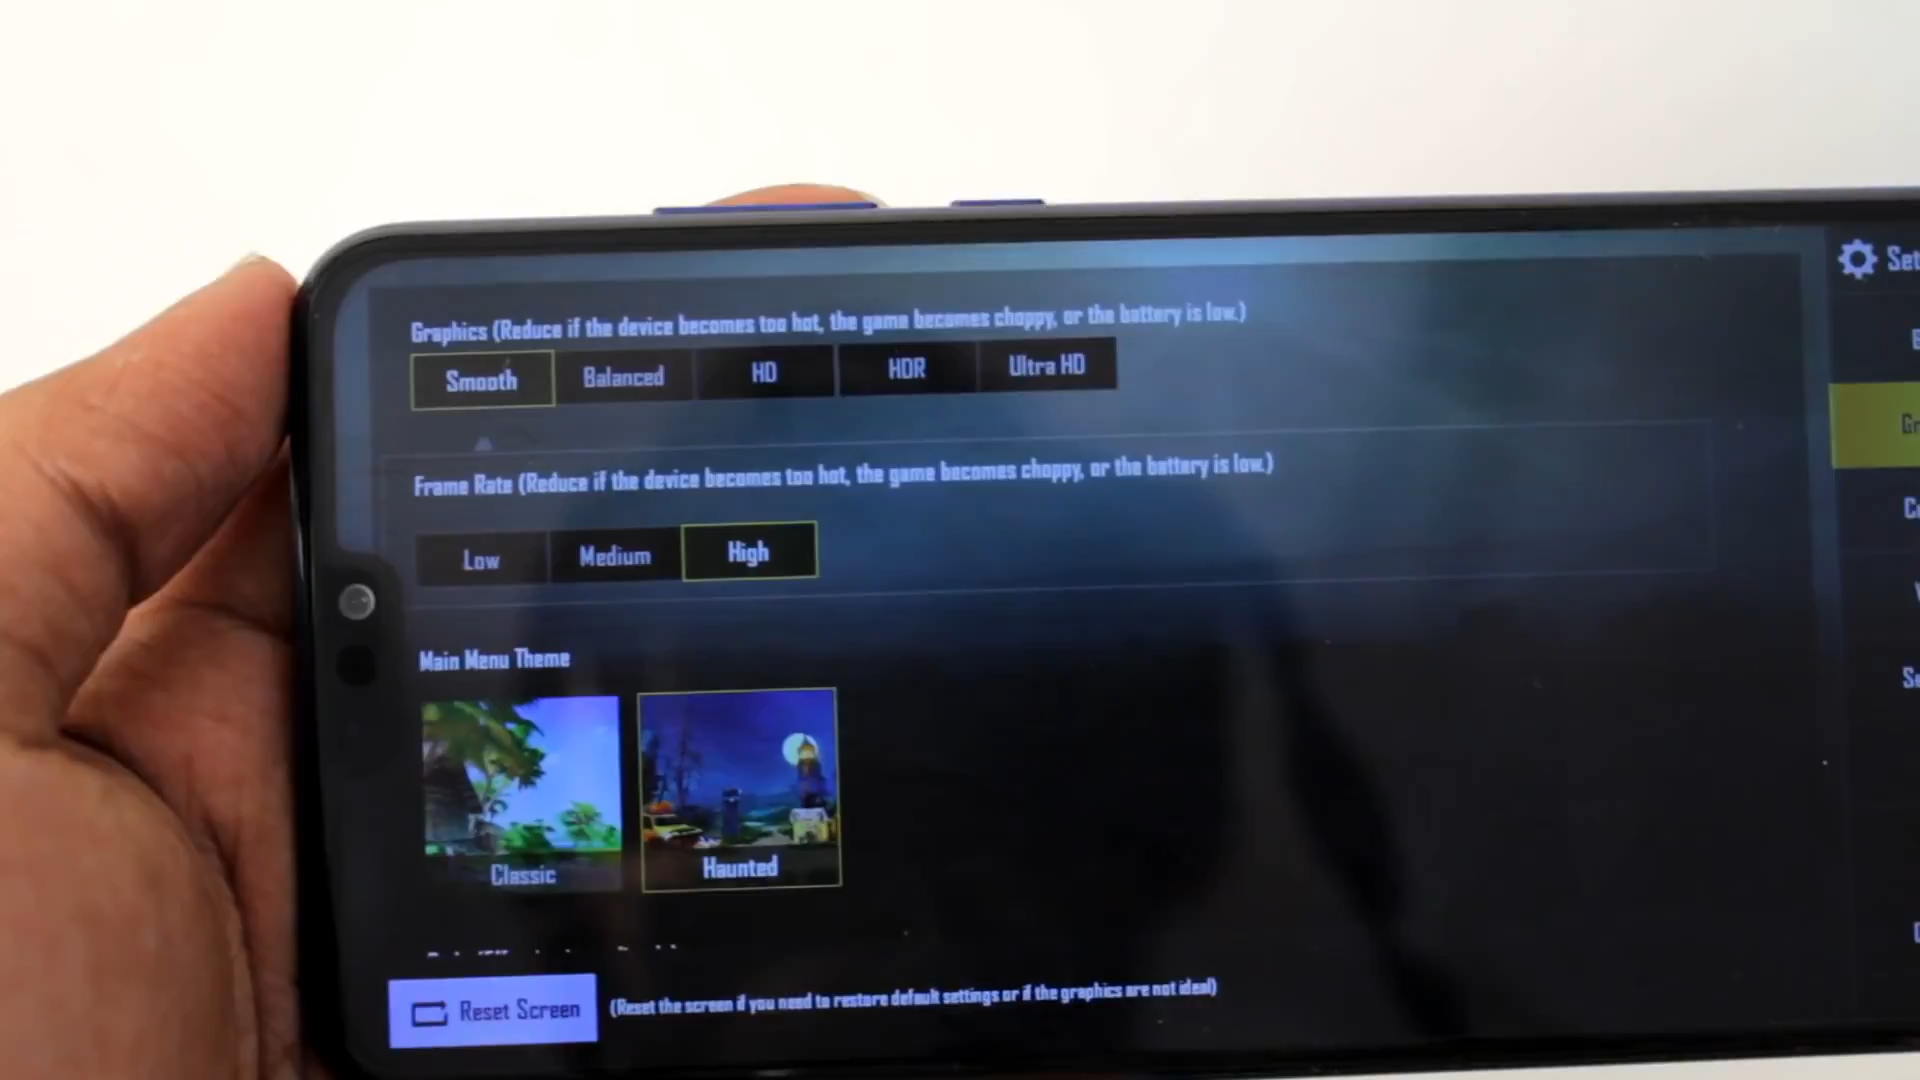 Graphics (Reduce if the device becomes too hot, the game becomes choppy, or the battery is low.)
Smooth
Balanced
HD
HDR
Ultra HD
Frame Rate (Reduce if the device becomes too hot, the game becomes choppy, or the battery is low.)
Low
Medium
High
Main Menu Theme
Classic
Haunted
Reset Screen
(Reset the screen if you need to restore default settings or if the graphics are not ideal)
Set
Gr